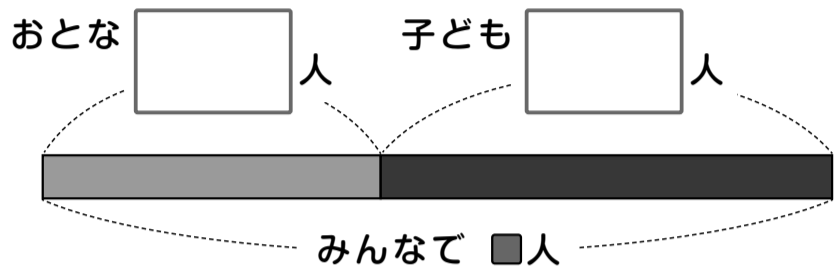 おとな 人 子ども 人
みんなで 人